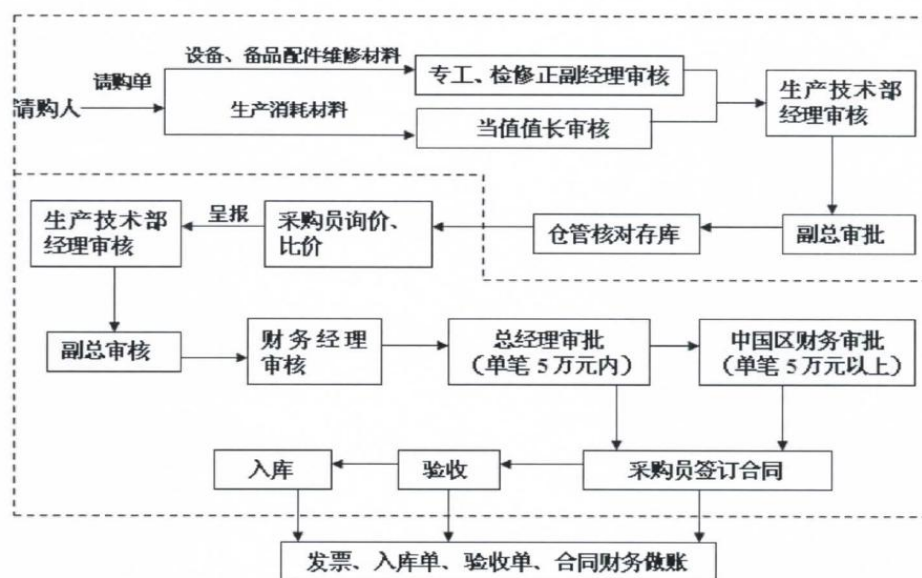 设备、备品配件维修材料
专工、检修正副经理审核
请购单
请购人
生产消耗材料
当值值长审核
生产技术部
经理审核
生产技术部
经理审核
呈报
采购员询价、
比价
仓管核对存库
副总审批
副总审核
财务经理
审核
总经理审批
（单笔5万元内）
中国区财务审批
（单笔5万元以上）
入库
验收
采购员签订合同
发票、入库单、验收单、合同财务做账